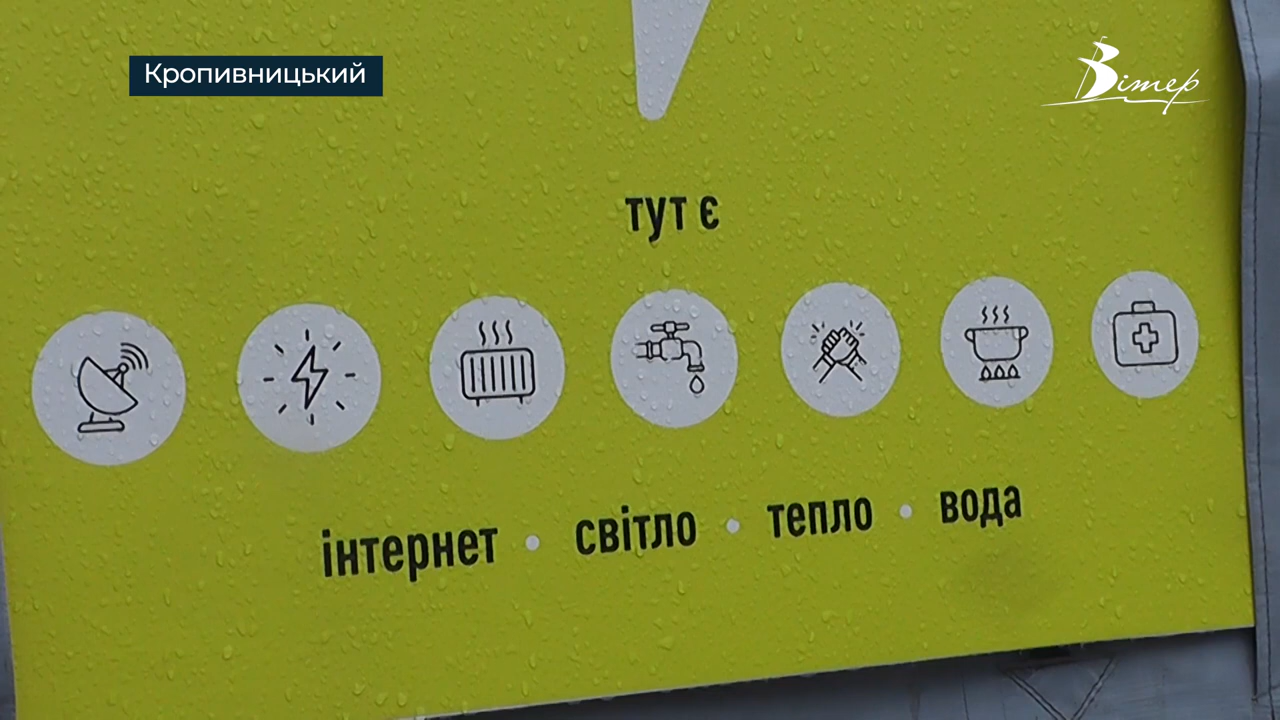 Кропивницький
Вітер
тут є
інтернет • світло • тепло • вода